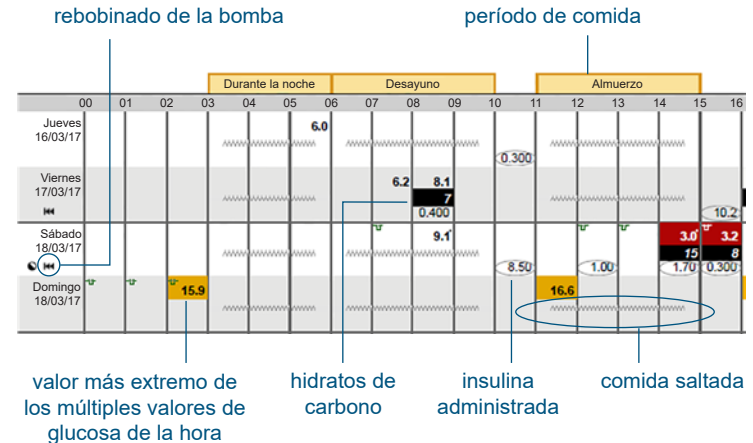 rebobinado de la bomba
período de comida
Durante la noche
Desayuno
Almuerzo
00 01 02 03 04 05 06 07 08 09 10 11 12 13 14 15 16
Jueves
16/03/17
6.0
0.300
Viernes
17/03/17
6.2 8.1
7
0.400
10.2
Sábado
18/03/17
9.1
3.0 3.2
15 8
8.50 1.00 1.70 0.300
Domingo
18/03/17
15.9
16.6
valor más extremo de
los múltiples valores de
glucosa de la hora
hidratos de
carbono
insulina
administrada
comida saltada